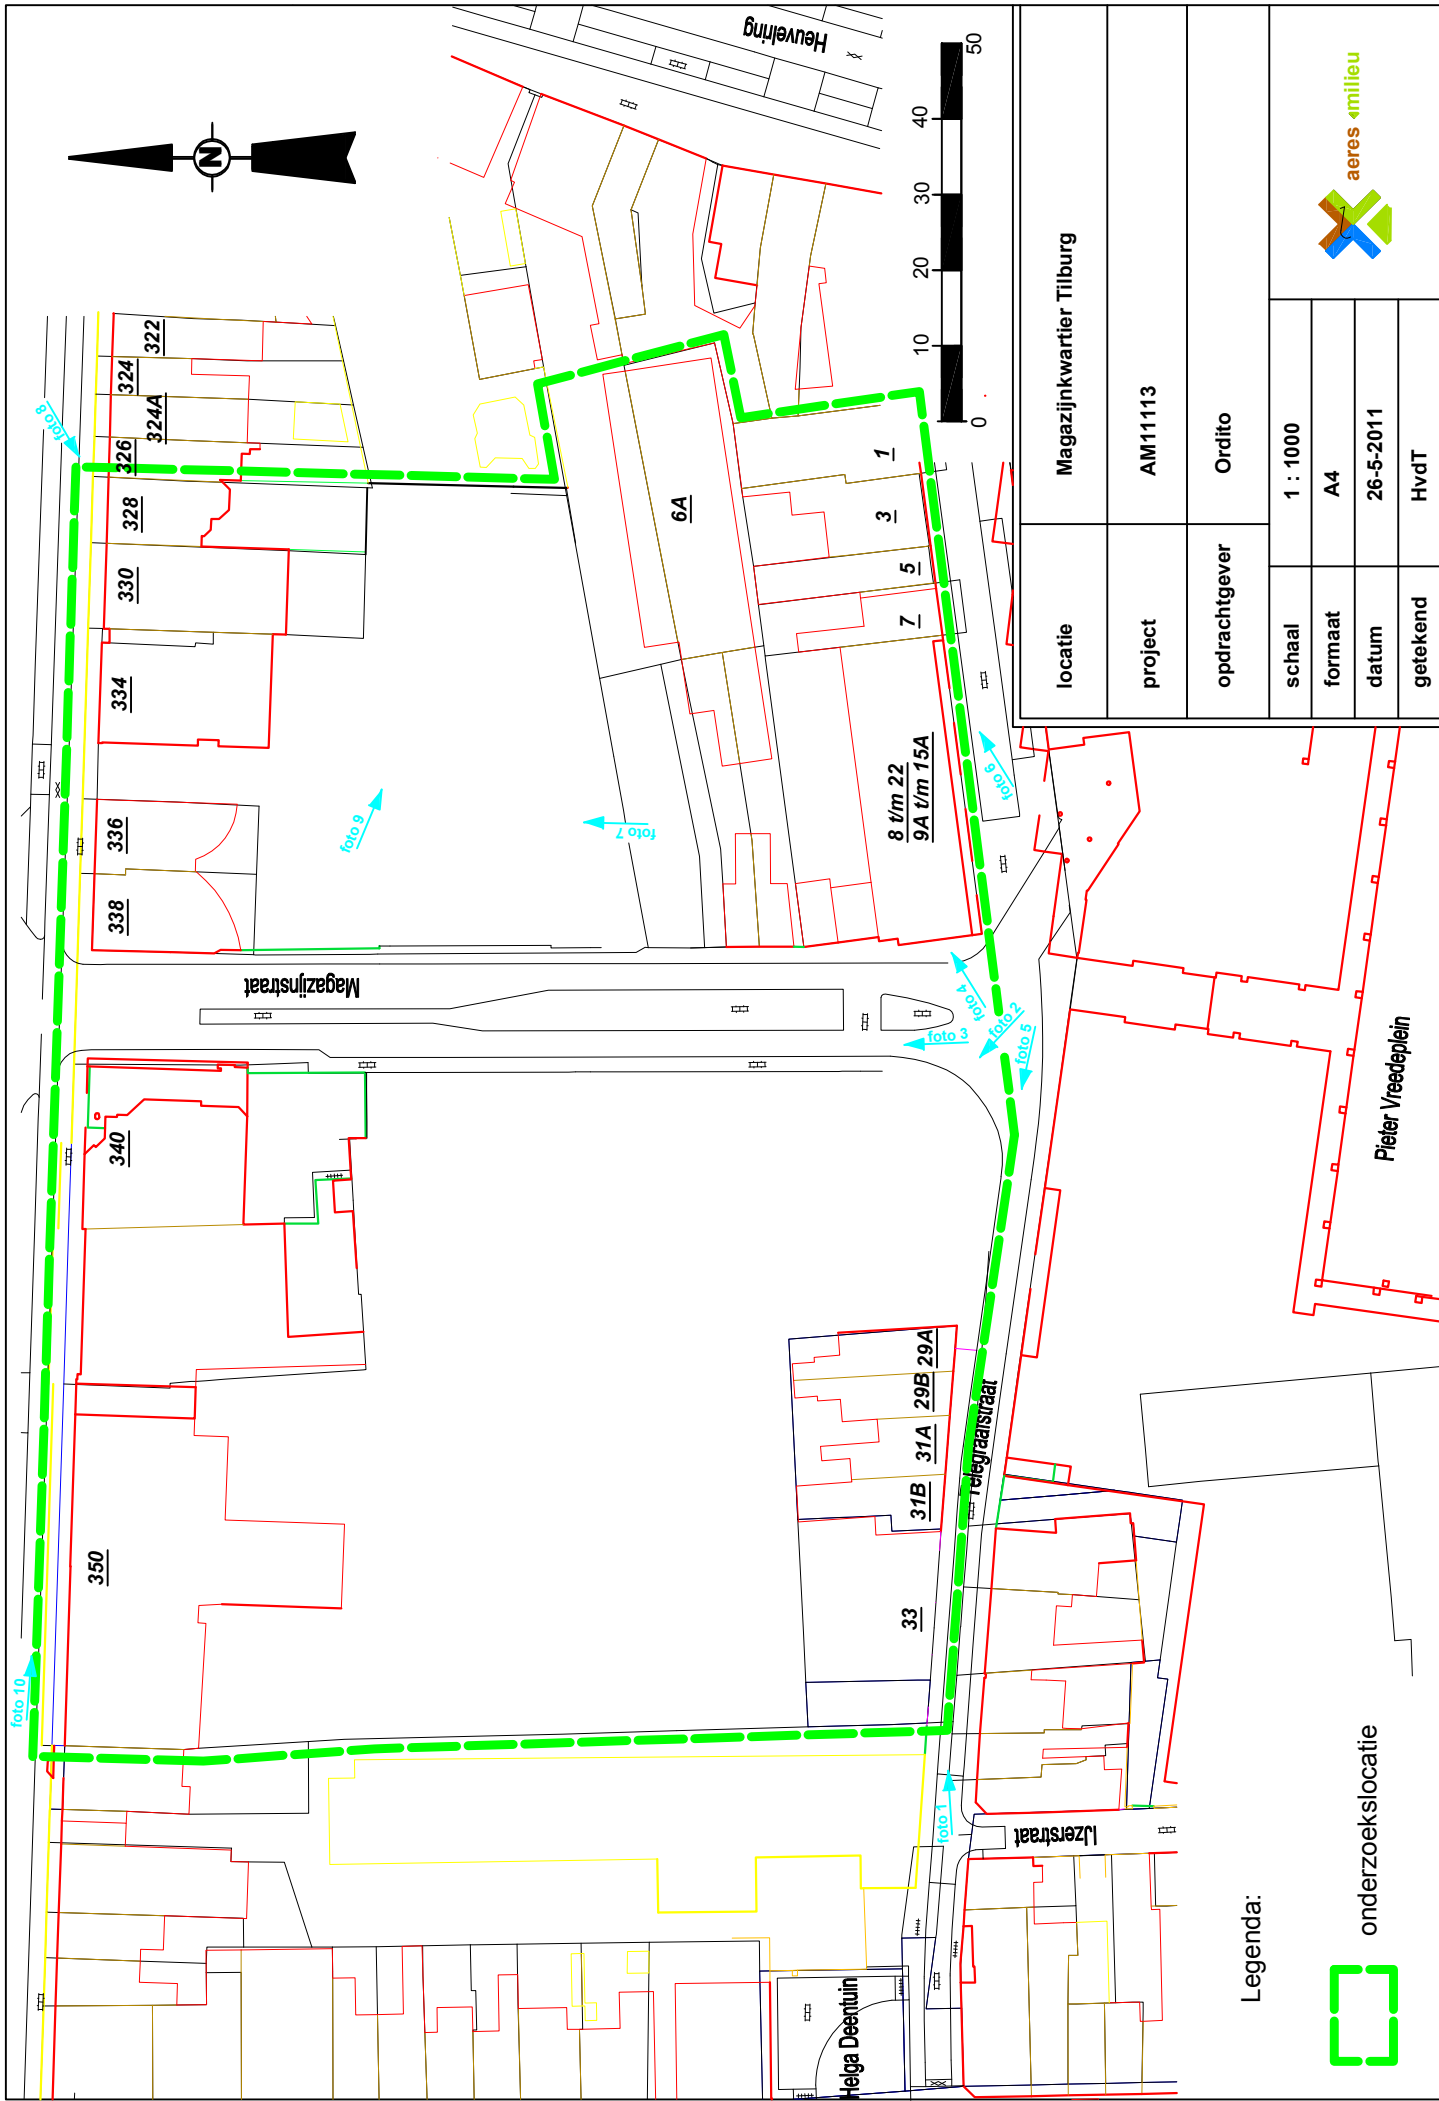 Heuvelring
N
0 10 20 30 40 50
322
324
324A
326
328
330
334
336
338
340
350
6A
1
3
5
7
8 t/m 22
9A t/m 15A
29A
29B
31A
31B
33
foto 1
foto 2
foto 3
foto 4
foto 5
foto 6
foto 7
foto 8
foto 9
foto 10
Magazijnstraat
Telegraafstraat
Pieter Vreedeplein
IJzerstraat
Helga Deentuin
Legenda:
onderzoekslocatie
locatie Magazijnkwartier Tilburg
project AM11113
opdrachtgever Ordito
schaal 1 : 1000
formaat A4
datum 26-5-2011
getekend HvdT
aeres milieu